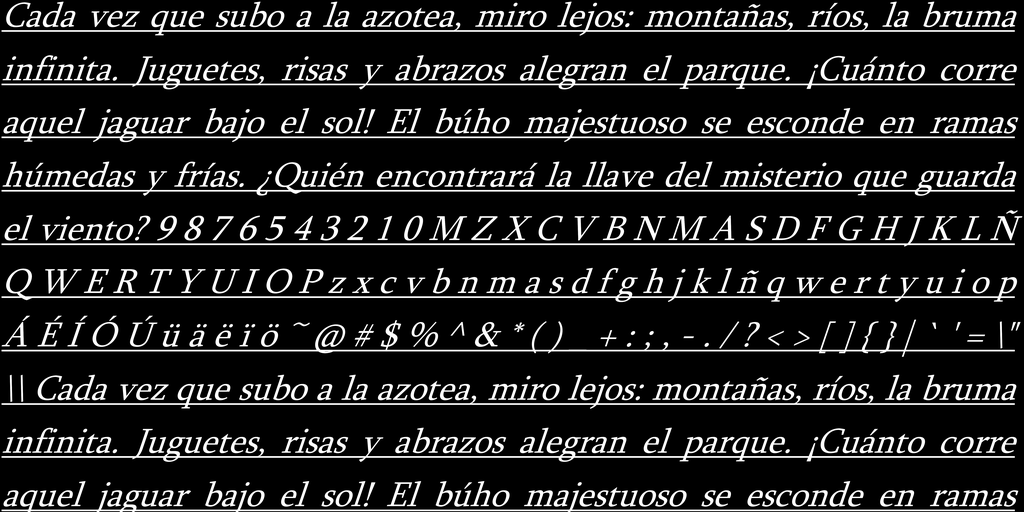 Cada vez que subo a la azotea, miro lejos: montañas, ríos, la bruma
infinita. Juguetes, risas y abrazos alegran el parque. ¡Cuánto corre
aquel jaguar bajo el sol! El búho majestuoso se esconde en ramas
húmedas y frías. ¿Quién encontrará la llave del misterio que guarda
el viento? 9 8 7 6 5 4 3 2 1 0 M Z X C V B N M A S D F G H J K L Ñ
Q W E R T Y U I O P z x c v b n m a s d f g h j k l ñ q w e r t y u i o p
Á É Í Ó Ú ü ä ë ï ö ~ @ # $ % ^ & * ( ) _ + : ; , - . / ? < > [ ] { } | ` ' = \"
\\ Cada vez que subo a la azotea, miro lejos: montañas, ríos, la bruma
infinita. Juguetes, risas y abrazos alegran el parque. ¡Cuánto corre
aquel jaguar bajo el sol! El búho majestuoso se esconde en ramas